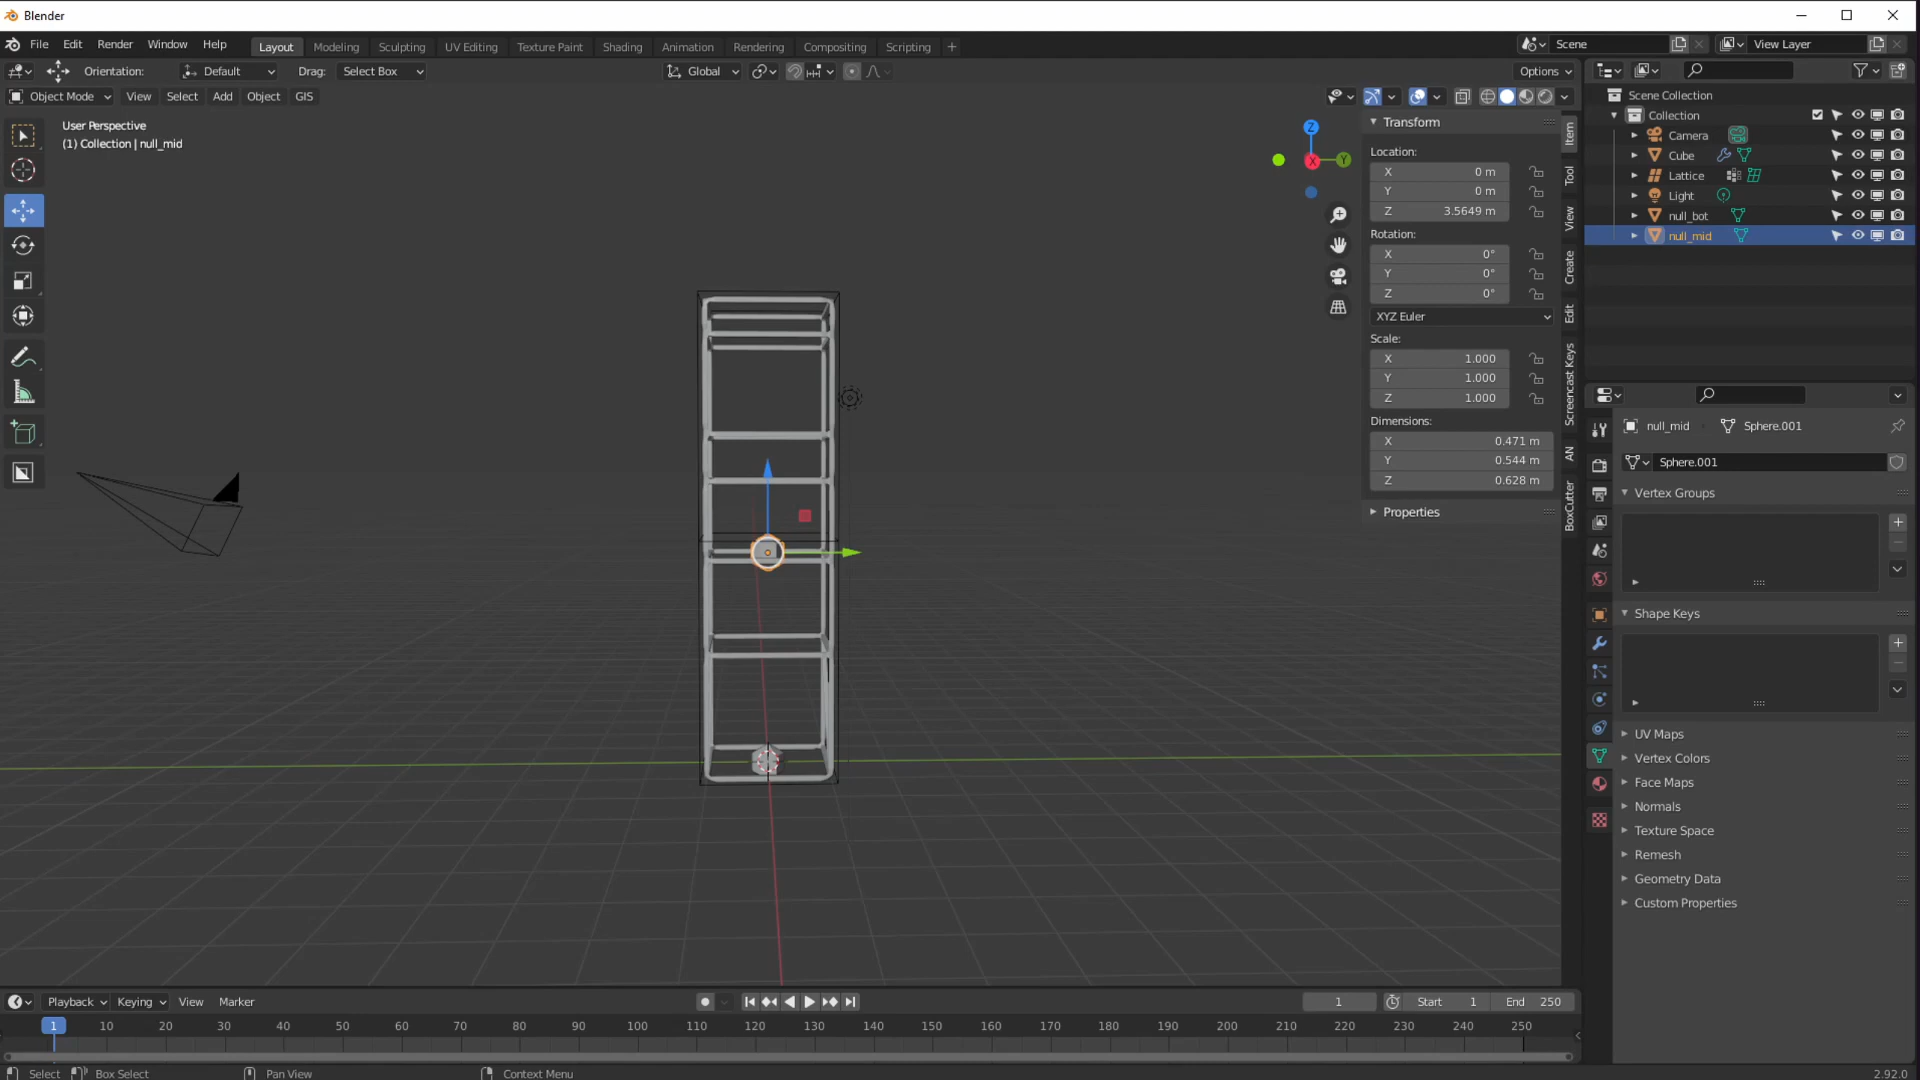 Blender
File Edit Render Window Help Layout Modeling Sculpting UV Editing Texture Paint Shading Animation Rendering Compositing Scripting + Scene View Layer
Orientation: Default Drag: Select Box Global Options
Object Mode View Select Add Object GIS
User Perspective
(1) Collection | null_mid
Z
X
Y
Transform
Location:
X 0 m
Y 0 m
Z 3.5649 m
Rotation:
X 0°
Y 0°
Z 0°
XYZ Euler
Scale:
X 1.000
Y 1.000
Z 1.000
Dimensions:
X 0.471 m
Y 0.544 m
Z 0.628 m
Properties
Item
Tool
View
Create
Edit
Screencast Keys
AN
BoxCutter
Scene Collection
Collection
Camera
Cube
Lattice
Light
null_bot
null_mid
null_mid Sphere.001
Sphere.001
Vertex Groups
Shape Keys
UV Maps
Vertex Colors
Face Maps
Normals
Texture Space
Remesh
Geometry Data
Custom Properties
Playback Keying View Marker 1 Start 1 End 250
1 10 20 30 40 50 60 70 80 90 100 110 120 130 140 150 160 170 180 190 200 210 220 230 240 250
Select Box Select Pan View Context Menu 2.92.0